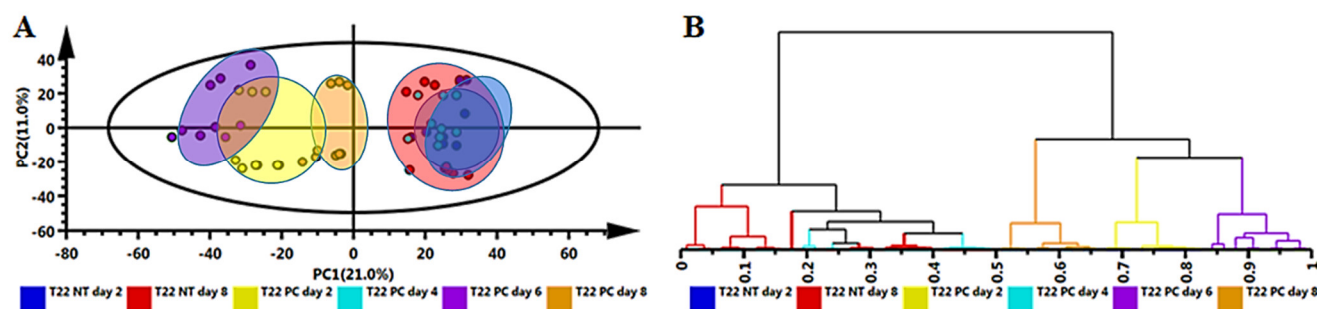 A
PC2(11.0%)
40
20
0
-20
-40
-60
-80 -60 -40 -20 0 20 40 60
PC1(21.0%)
T22 NT day 2 T22 NT day 8 T22 PC day 2 T22 PC day 4 T22 PC day 6 T22 PC day 8
B
0 0.1 0.2 0.3 0.4 0.5 0.6 0.7 0.8 0.9 1
T22 NT day 2 T22 NT day 8 T22 PC day 2 T22 PC day 4 T22 PC day 6 T22 PC day 8